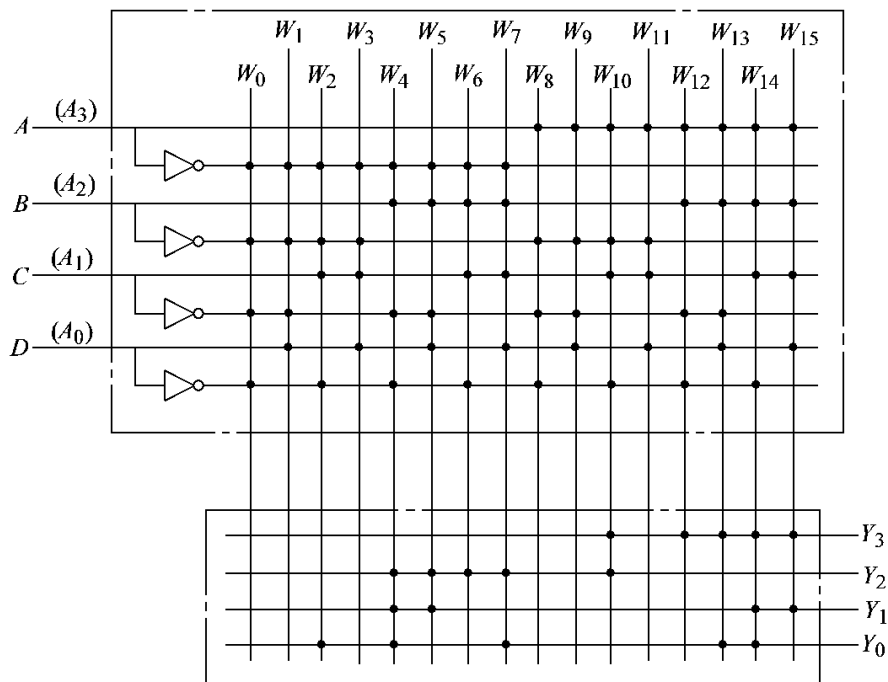 W₁ W₃ W₅ W₇ W₉ W₁₁ W₁₃ W₁₅
W₀ W₂ W₄ W₆ W₈ W₁₀ W₁₂ W₁₄
A (A₃)
B (A₂)
C (A₁)
D (A₀)
Y₃
Y₂
Y₁
Y₀